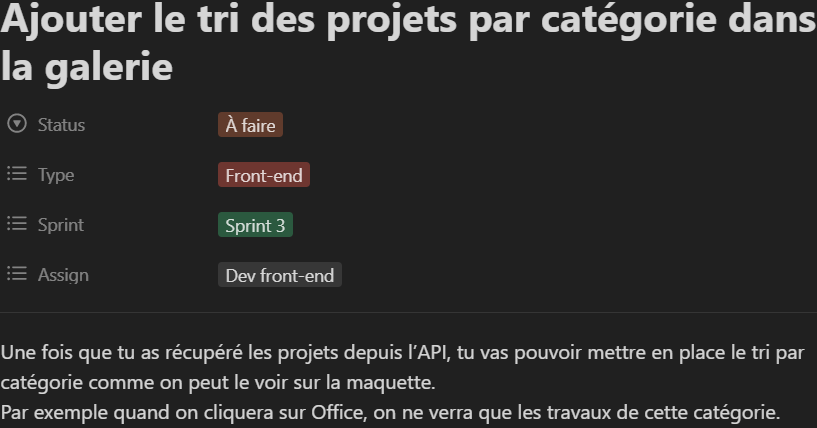 Ajouter le tri des projets par catégorie dans
la galerie
Status
À faire
Type
Front-end
Sprint
Sprint 3
Assign
Dev front-end
Une fois que tu as récupéré les projets depuis l’API, tu vas pouvoir mettre en place le tri par
catégorie comme on peut le voir sur la maquette.
Par exemple quand on cliquera sur Office, on ne verra que les travaux de cette catégorie.